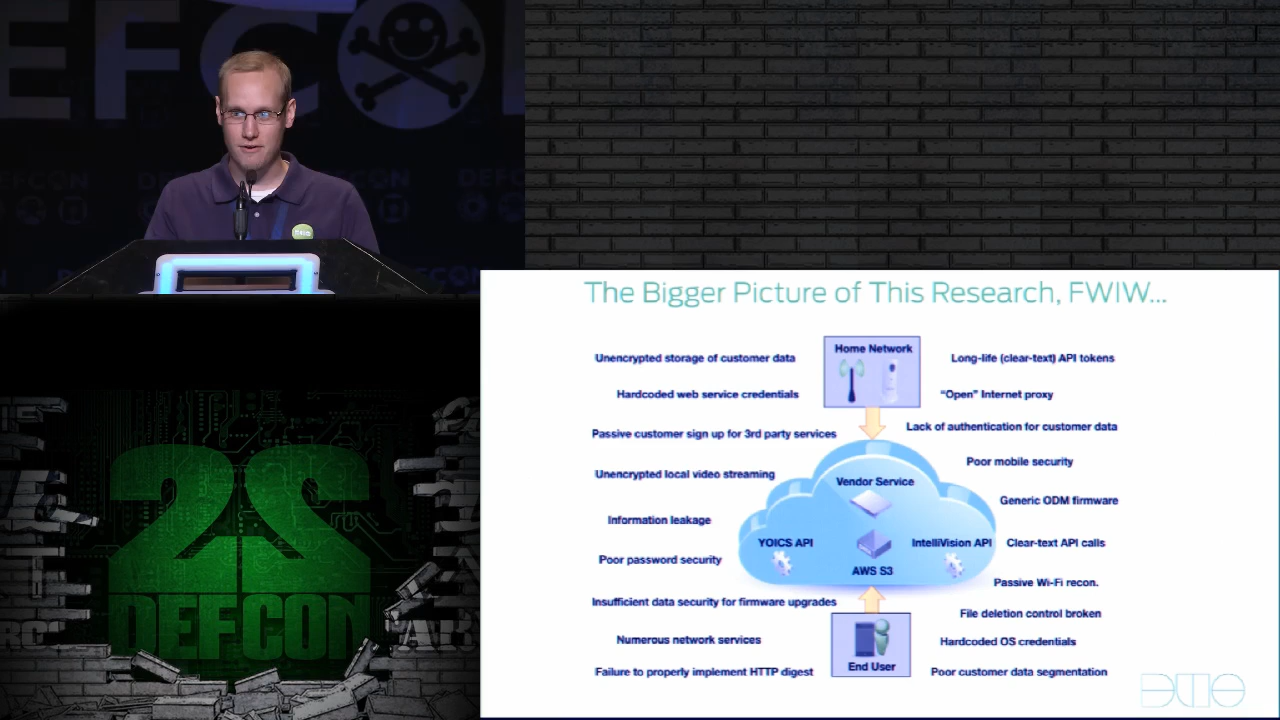 DEFCON
DEFCON
The Bigger Picture of This Research, FWIW...
Home Network
Unencrypted storage of customer data
Long-life (clear-text) API tokens
Hardcoded web service credentials
"Open" Internet proxy
Passive customer sign up for 3rd party services
Lack of authentication for customer data
Unencrypted local video streaming
Poor mobile security
Vendor Service
Generic ODM firmware
Information leakage
YOICS API
IntelliVision API
Clear-text API calls
Poor password security
AWS S3
Passive Wi-Fi recon.
Insufficient data security for firmware upgrades
File deletion control broken
Numerous network services
Hardcoded OS credentials
End User
Failure to properly implement HTTP digest
Poor customer data segmentation
DUO
22
DEFCON